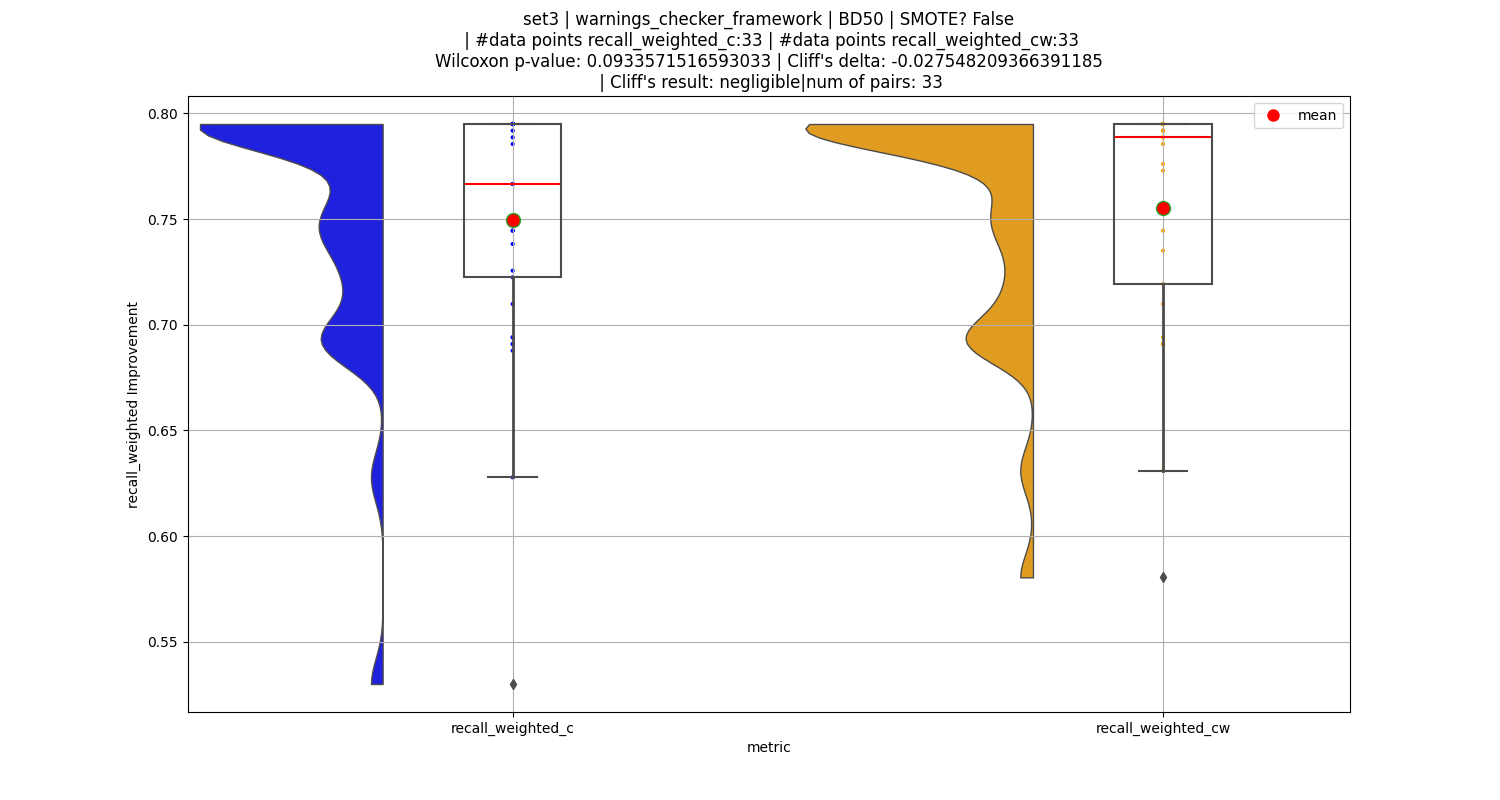 set3 | warnings_checker_framework | BD50 | SMOTE? False
| #data points recall_weighted_c:33 | #data points recall_weighted_cw:33
Wilcoxon p-value: 0.0933571516593033 | Cliff's delta: -0.027548209366391185
| Cliff's result: negligible|num of pairs: 33
mean
0.80
0.75
0.70
0.65
0.60
0.55
recall_weighted Improvement
recall_weighted_c
recall_weighted_cw
metric